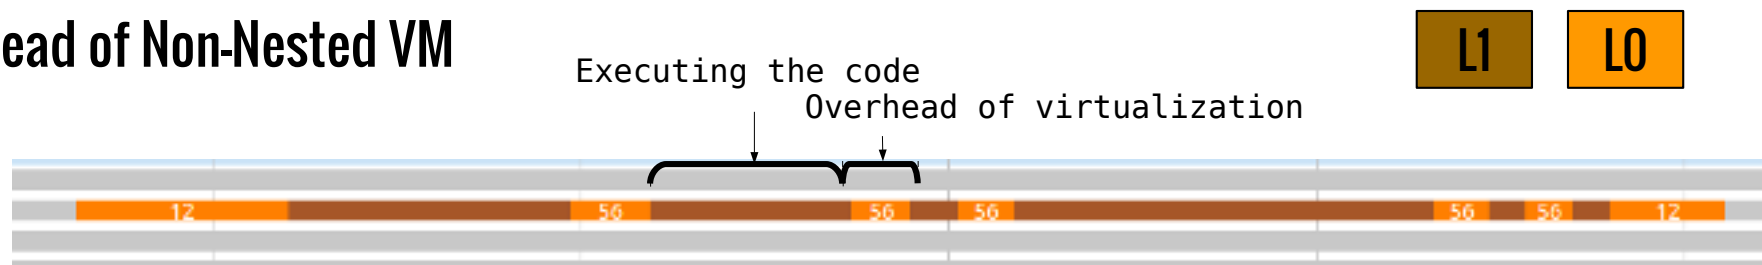 ead of Non-Nested VM
Executing the code
Overhead of virtualization
L1
L0
12
56
56
56
56
56
12